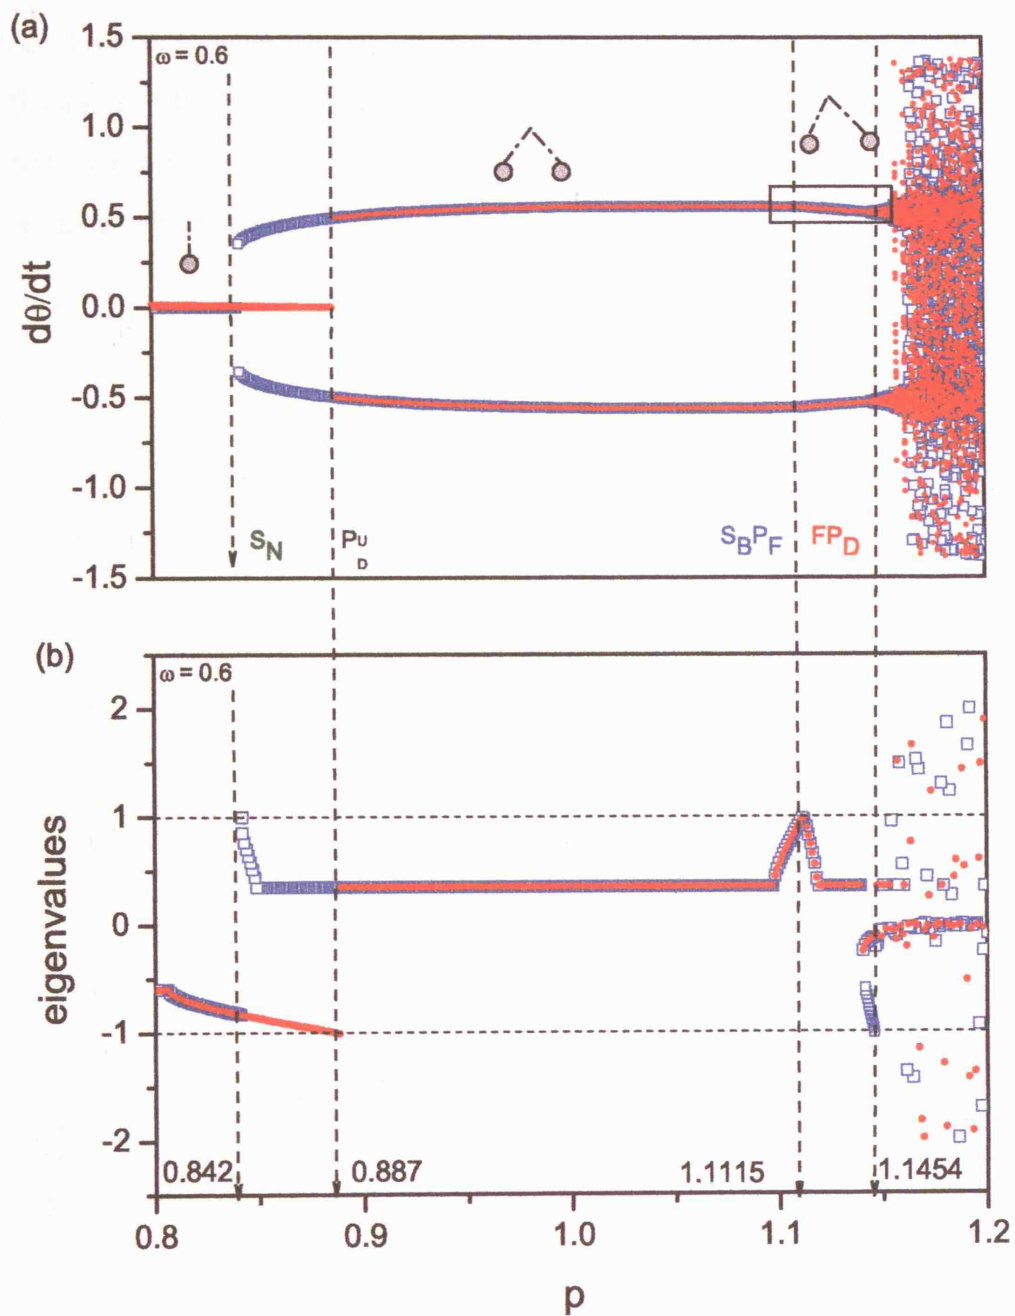 (a)
1.5
ω = 0.6
1.0
0.5
0.0
-0.5
-1.0
-1.5
dθ/dt
S_N
P_D^U
S_BP_F
FP_D
(b)
ω = 0.6
2
1
0
-1
-2
eigenvalues
0.842
0.887
1.1115
1.1454
0.8
0.9
1.0
1.1
1.2
p